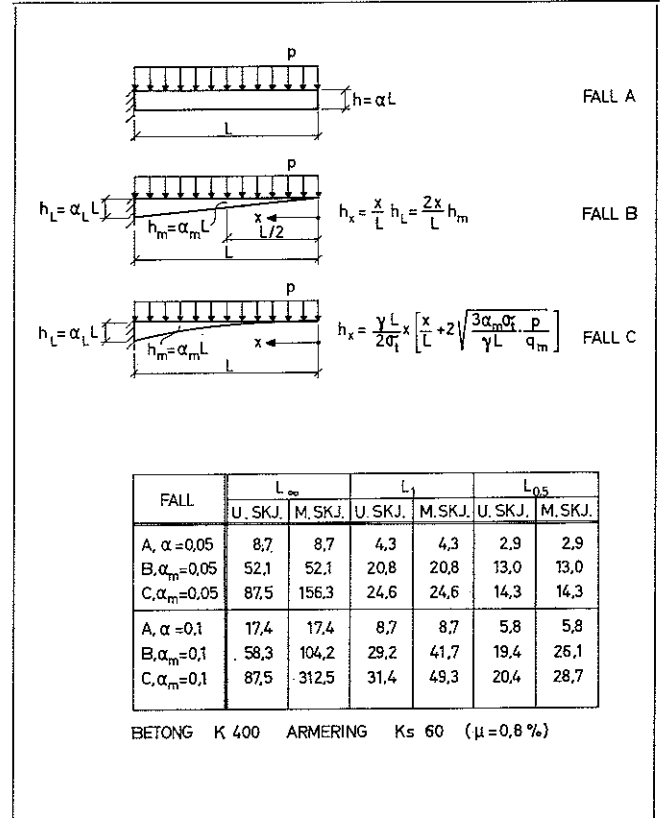 p
h=αL
FALL A
L
p
h_L=α_L L
h_m=α_m L
x
L/2
h_x = x/L h_L = 2x/L h_m
FALL B
L
p
h_L=α_L L
h_m=α_m L
x
h_x = γL/2σ_t x [x/L + 2√(3α_mσ_t/γL · p/q_m)]
FALL C
L
FALL L_∞ L_1 L_0,5
U. SKJ. M. SKJ. U. SKJ. M. SKJ. U. SKJ. M. SKJ.
A, α=0,05 8,7 8,7 4,3 4,3 2,9 2,9
B, α_m=0,05 52,1 52,1 20,8 20,8 13,0 13,0
C, α_m=0,05 87,5 156,3 24,6 24,6 14,3 14,3
A, α=0,1 17,4 17,4 8,7 8,7 5,8 5,8
B, α_m=0,1 58,3 104,2 29,2 41,7 19,4 26,1
C, α_m=0,1 87,5 312,5 31,4 49,3 20,4 28,7
BETONG K 400 ARMERING Ks 60 (μ=0,8 %)